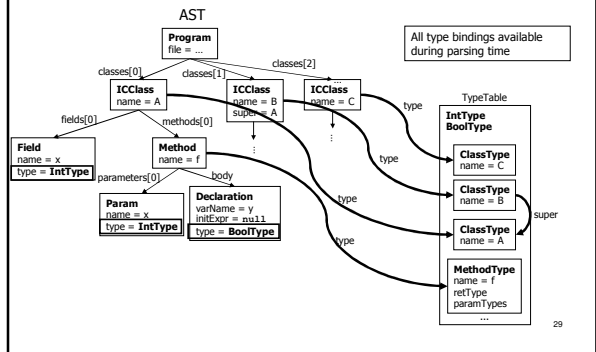 AST
All type bindings available
during parsing time
Program
file = ...
classes[0]
classes[1]
classes[2]
ICClass
name = A
ICClass
name = B
super = A
...
ICClass
name = C
...
...
TypeTable
IntType
BoolType
ClassType
name = C
ClassType
name = B
ClassType
name = A
MethodType
name = f
retType
paramTypes
...
type
type
type
type
super
fields[0]
methods[0]
Field
name = x
type = IntType
Method
name = f
parameters[0]
body
Param
name = x
type = IntType
Declaration
varName = y
initExpr = null
type = BoolType
29